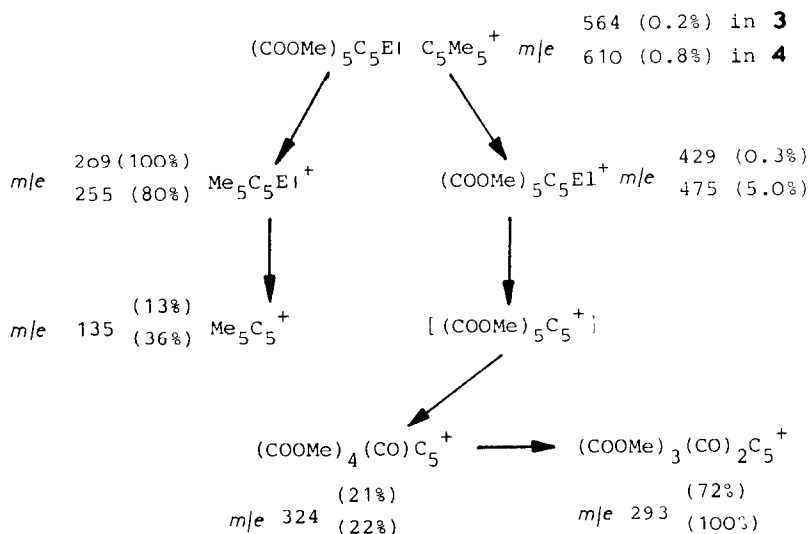 564 (0.2%) in 3
(COOMe)₅C₅El C₅Me₅⁺ m/e
610 (0.8%) in 4
m/e 209 (100%) Me₅C₅El⁺
255 (80%)
(COOMe)₅C₅El⁺ m/e 429 (0.3%)
475 (5.0%)
m/e 135 (13%) Me₅C₅⁺
(36%)
[(COOMe)₅C₅⁺]
(COOMe)₄(CO)C₅⁺
(COOMe)₃(CO)₂C₅⁺
m/e 324 (21%)
(22%)
m/e 293 (72%)
(100%)